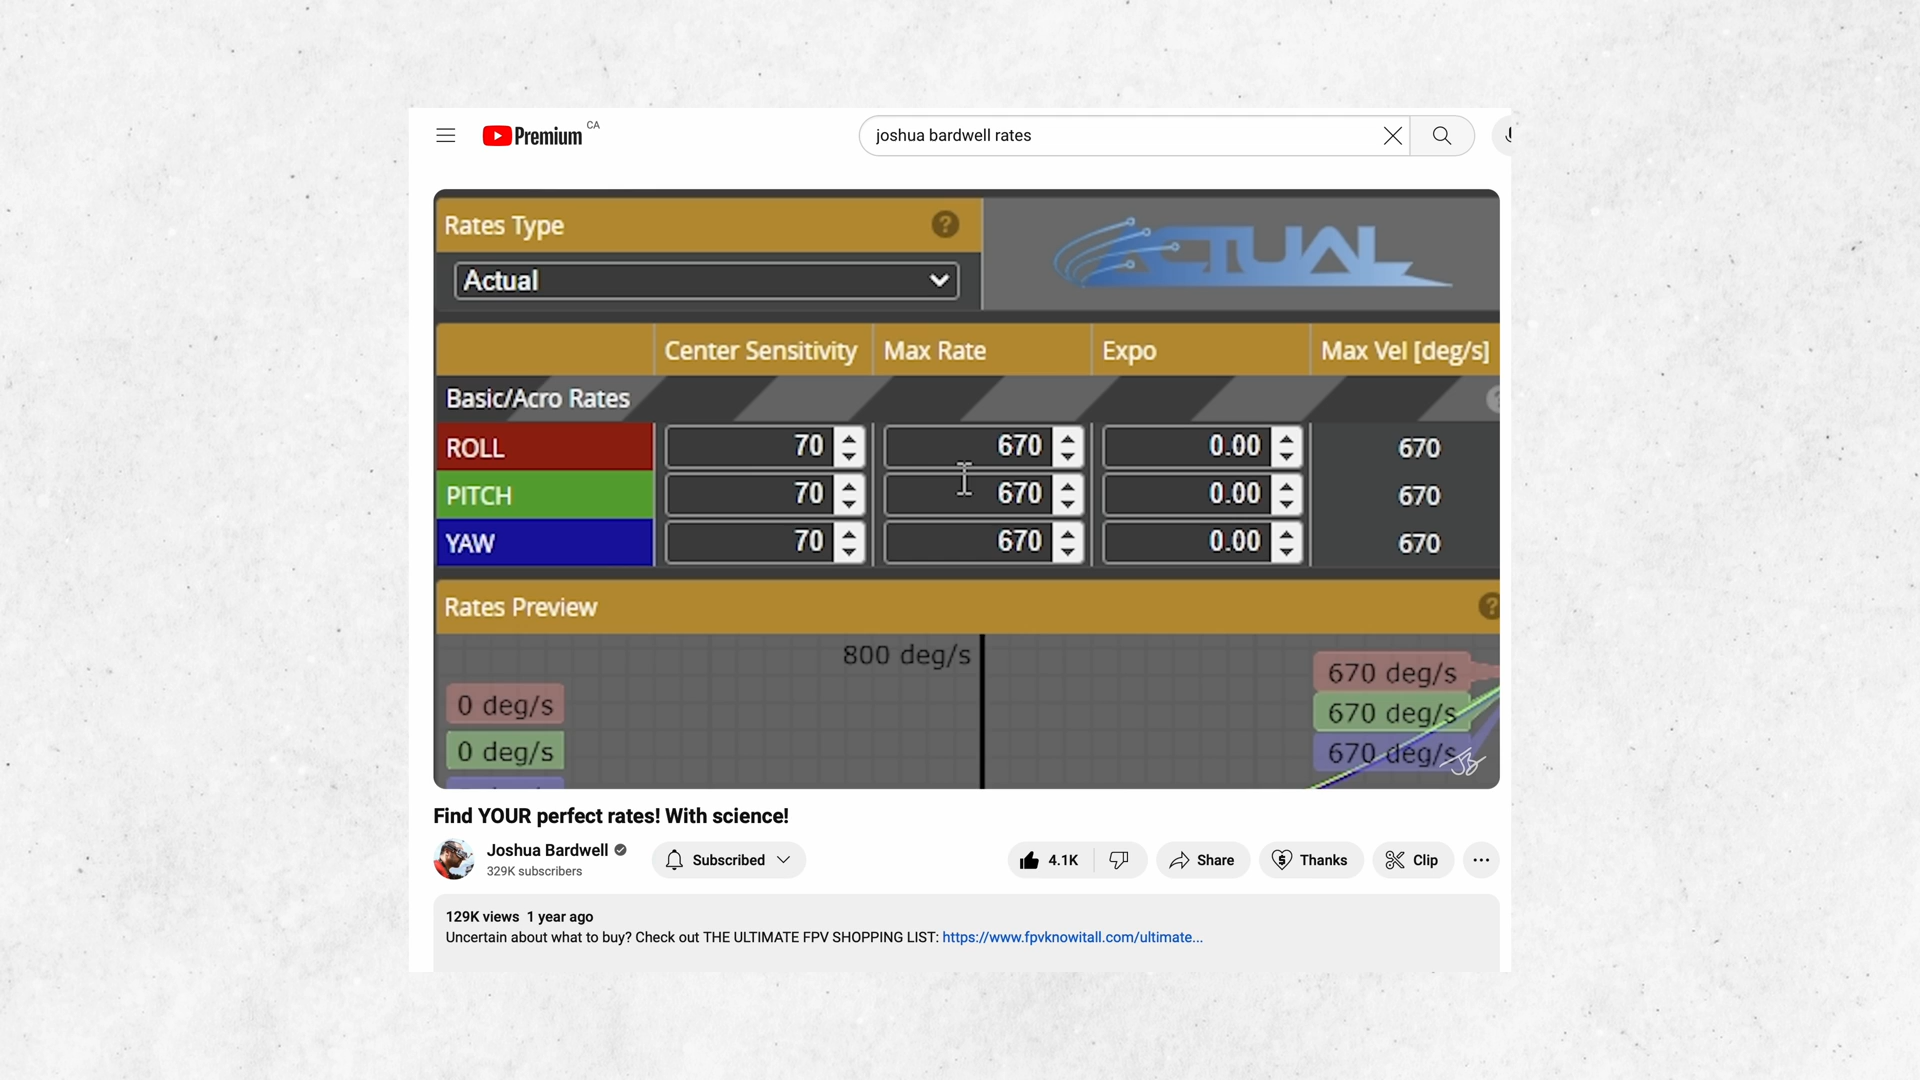 Premium CA
joshua bardwell rates
Rates Type
Actual
ACTUAL
Center Sensitivity Max Rate Expo Max Vel [deg/s]
Basic/Acro Rates
ROLL 70 670 0.00 670
PITCH 70 670 0.00 670
YAW 70 670 0.00 670
Rates Preview
800 deg/s
670 deg/s
0 deg/s
670 deg/s
0 deg/s
670 deg/s
JB
Find YOUR perfect rates! With science!
Joshua Bardwell
329K subscribers
Subscribed
4.1K
Share
Thanks
Clip
129K views 1 year ago
Uncertain about what to buy? Check out THE ULTIMATE FPV SHOPPING LIST: https://www.fpvknowitall.com/ultimate...